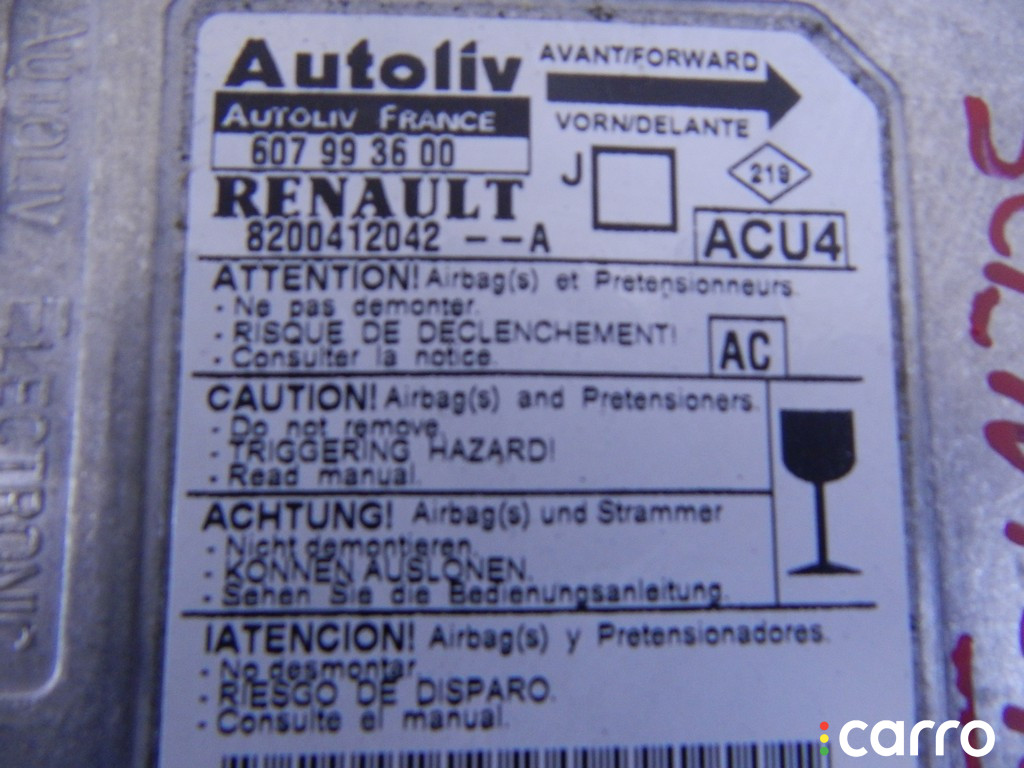 Autoliv
AVANT/FORWARD
AUTOLIV FRANCE
VORN/DELANTE
607 99 36 00
J
219
RENAULT
8200412042 --A
ACU4
ATTENTION! Airbag(s) et Pretensionneurs.
- Ne pas demonter.
- RISQUE DE DECLENCHEMENT!
- Consulter la notice.
AC
CAUTION! Airbag(s) and Pretensioners.
- Do not remove.
- TRIGGERING HAZARD!
- Read manual.
ACHTUNG! Airbag(s) und Strammer
- Nicht demontieren.
- KONNEN AUSLONEN.
- Sehen Sie die Bedienungsanleitung.
IATENCION! Airbag(s) y Pretensionadores.
- No desmontar.
- RIESGO DE DISPARO.
- Consulte el manual.
AUTOLIV ELECTRONIC
carro